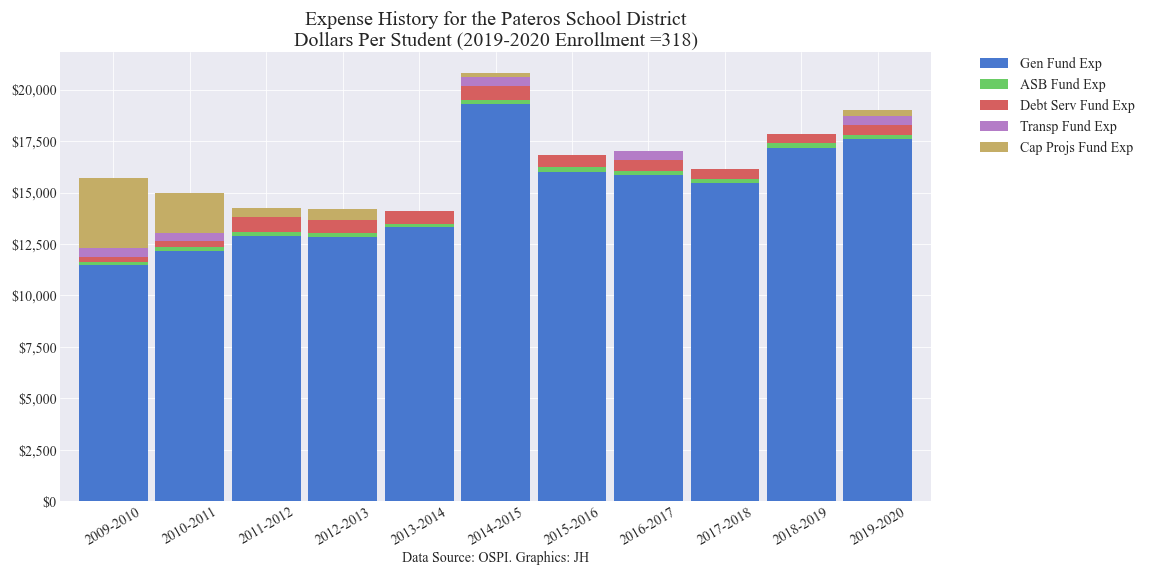 Expense History for the Pateros School District
Dollars Per Student (2019-2020 Enrollment =318)
Gen Fund Exp
ASB Fund Exp
Debt Serv Fund Exp
Transp Fund Exp
Cap Projs Fund Exp
$20,000
$17,500
$15,000
$12,500
$10,000
$7,500
$5,000
$2,500
$0
2009-2010
2010-2011
2011-2012
2012-2013
2013-2014
2014-2015
2015-2016
2016-2017
2017-2018
2018-2019
2019-2020
Data Source: OSPI. Graphics: JH